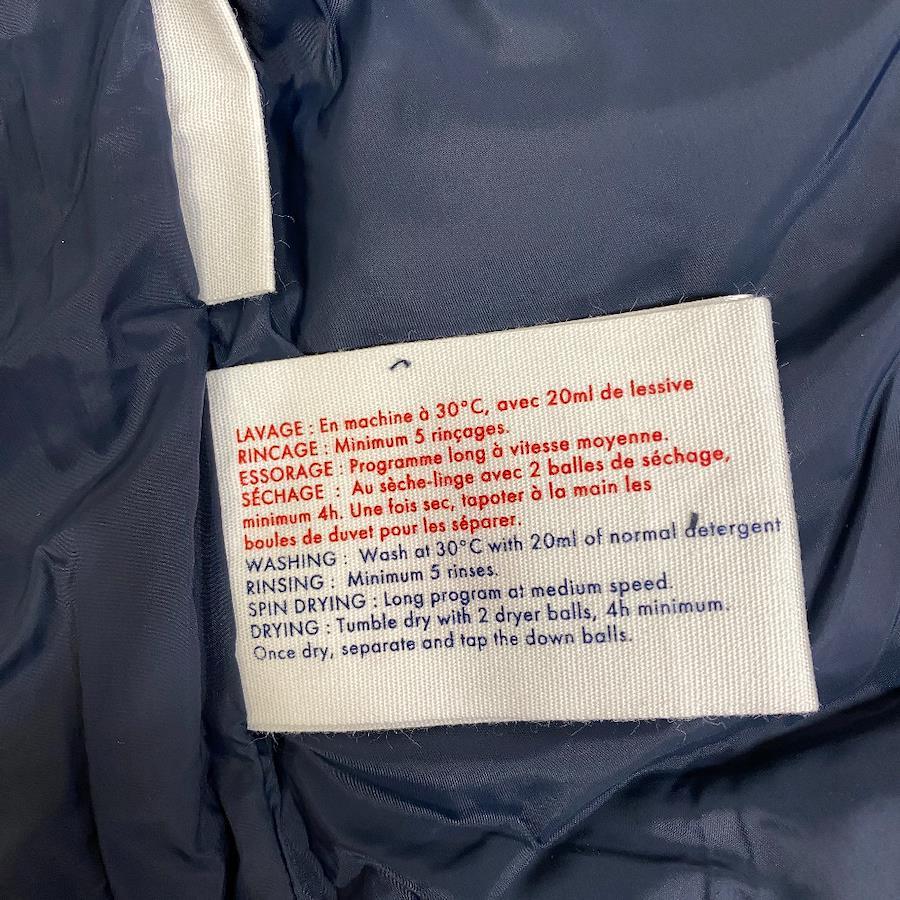 LAVAGE : En machine à 30°C, avec 20ml de lessive
RINCAGE : Minimum 5 rinçages.
ESSORAGE : Programme long à vitesse moyenne.
SÉCHAGE : Au sèche-linge avec 2 balles de séchage,
minimum 4h. Une fois sec, tapoter à la main les
boules de duvet pour les séparer.
WASHING : Wash at 30°C with 20ml of normal detergent
RINSING : Minimum 5 rinses.
SPIN DRYING : Long program at medium speed.
DRYING : Tumble dry with 2 dryer balls, 4h minimum.
Once dry, separate and tap the down balls.